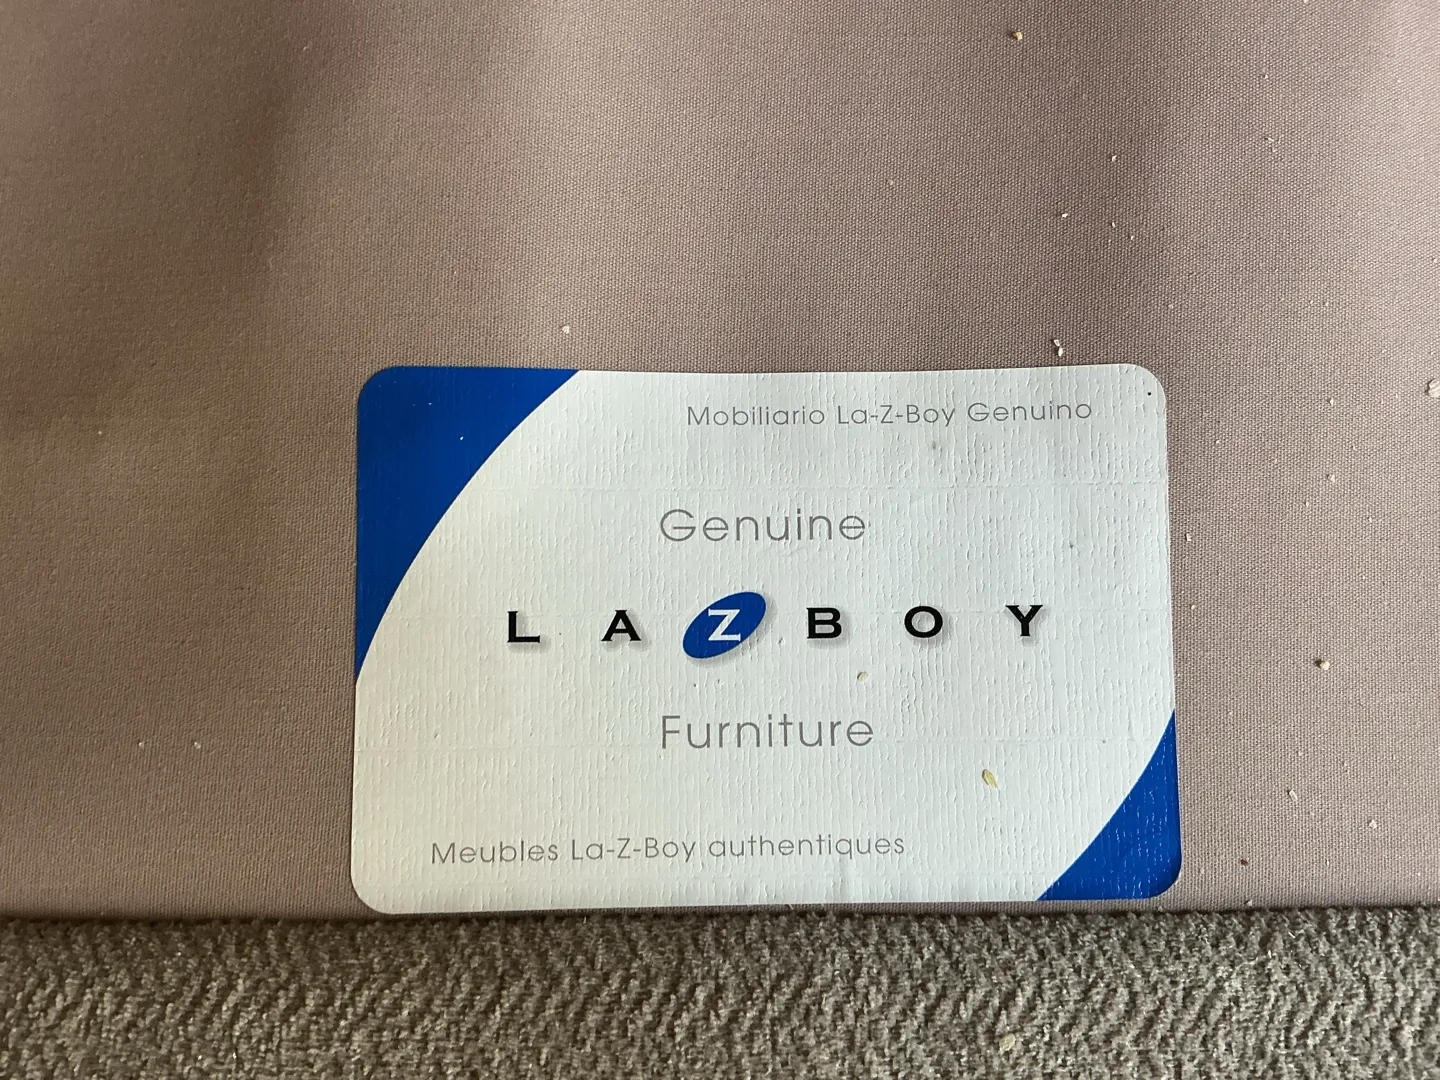 Mobiliario La-Z-Boy Genuino
Genuine
LAZBOY
Furniture
Meubles La-Z-Boy authentiques